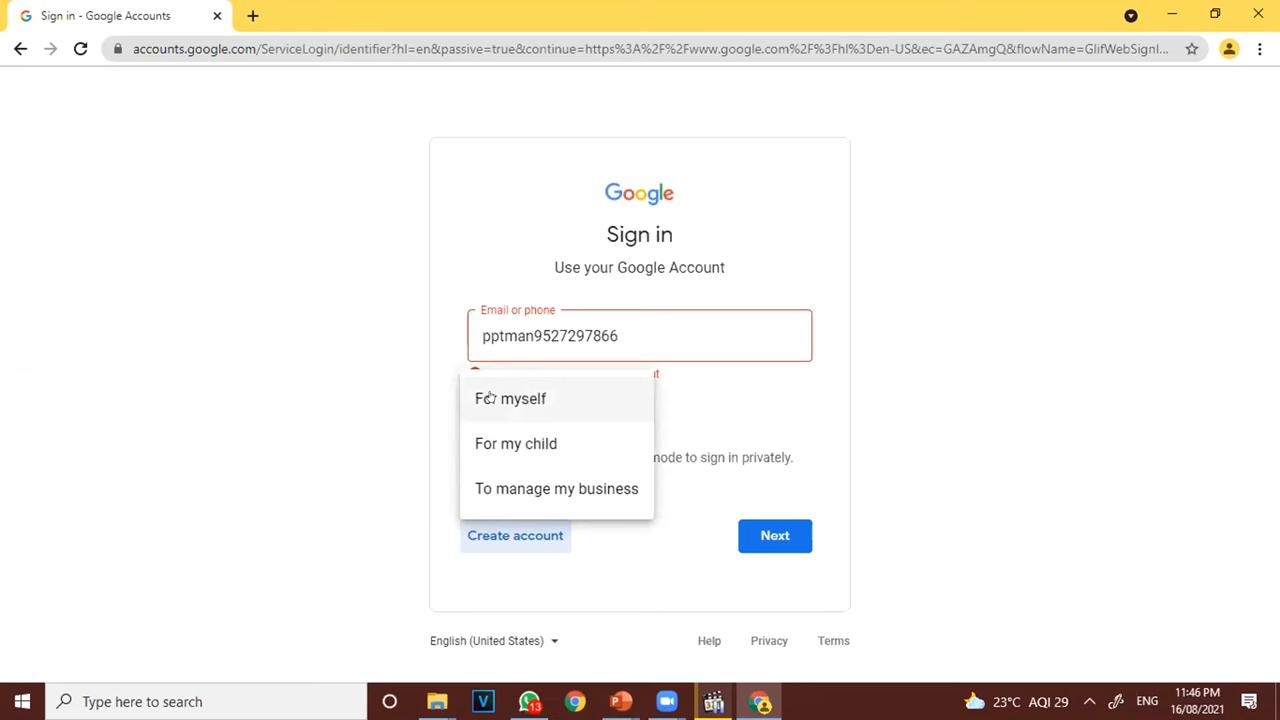 Sign in - Google Accounts
accounts.google.com/ServiceLogin/identifier?hl=en&passive=true&continue=https%3A%2F%2Fwww.google.com%2F%3Fhl%3Den-US&ec=GAZAmgQ&flowName=GlifWebSignI...
Google
Sign in
Use your Google Account
Email or phone
pptman9527297866
For myself
For my child
mode to sign in privately.
To manage my business
Create account
Next
English (United States)
Help
Privacy
Terms
Type here to search
V
13
23°C AQI 29
ENG
11:46 PM
16/08/2021